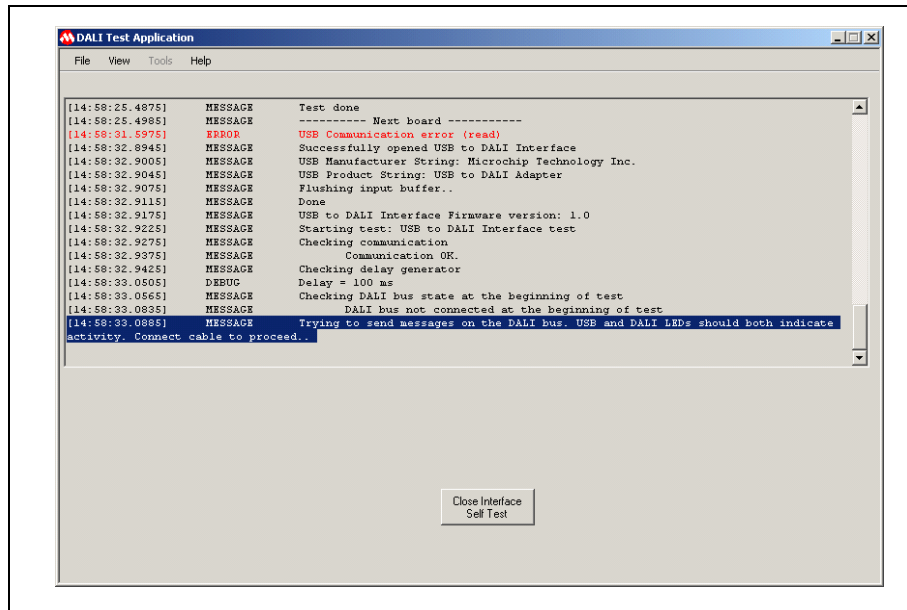 DALI Test Application
File View Tools Help
[14:58:25.4875] MESSAGE Test done
[14:58:25.4985] MESSAGE ---------- Next board -----------
[14:58:31.5975] ERROR USB Communication error (read)
[14:58:32.8945] MESSAGE Successfully opened USB to DALI Interface
[14:58:32.9005] MESSAGE USB Manufacturer String: Microchip Technology Inc.
[14:58:32.9045] MESSAGE USB Product String: USB to DALI Adapter
[14:58:32.9075] MESSAGE Flushing input buffer..
[14:58:32.9115] MESSAGE Done
[14:58:32.9175] MESSAGE USB to DALI Interface Firmware version: 1.0
[14:58:32.9225] MESSAGE Starting test: USB to DALI Interface test
[14:58:32.9275] MESSAGE Checking communication
[14:58:32.9375] MESSAGE Communication OK.
[14:58:32.9425] MESSAGE Checking delay generator
[14:58:33.0505] DEBUG Delay = 100 ms
[14:58:33.0565] MESSAGE Checking DALI bus state at the beginning of test
[14:58:33.0835] MESSAGE DALI bus not connected at the beginning of test
[14:58:33.0885] MESSAGE Trying to send messages on the DALI bus. USB and DALI LEDs should both indicate
activity. Connect cable to proceed..
Close Interface
Self Test